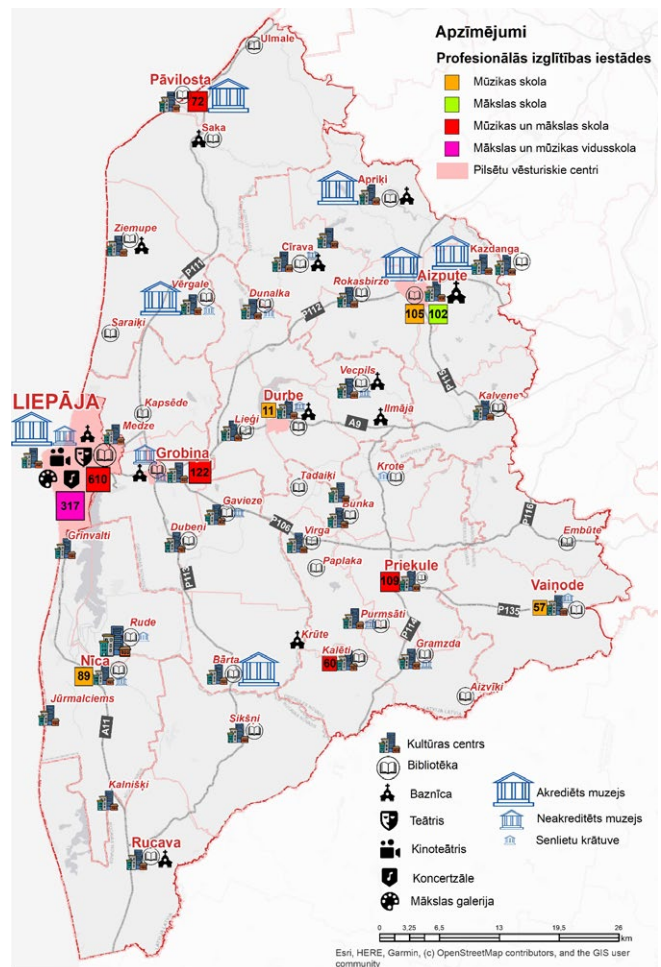 Apzīmējumi
Profesionālās izglītības iestādes
Mūzikas skola
Mākslas skola
Mūzikas un mākslas skola
Mākslas un mūzikas vidusskola
Pilsētu vēsturiskie centri
Ulmale
Pāvilosta
72
Saka
Apriķi
Ziemupe
Cīrava
Kazdanga
P111
Aizpute
Vērgale
Dunalka
Rokasbirze
P112
105
102
Saraiķi
P115
Vecpils
Durbe
11
Ilmāja
Kalvene
LIEPĀJA
Kapsēde
Medze
Lieģi
A9
Grobiņa
122
610
Tadaiķi
Krote
317
Gavieze
Bunka
P116
Dubeņi
P106
Virga
Embūte
Grīnvalti
Paplaka
Priekule
109
Vaiņode
57
P113
P135
Rude
Purmsāti
Krūte
P114
Nīca
89
Bārta
Kalēti
60
Gramzda
Jūrmalciems
Aizvīķi
A11
Sikšņi
Kalnišķi
Rucava
Kultūras centrs
Bibliotēka
Baznīca
Teātris
Kinoteātris
Koncertzāle
Mākslas galerija
Akreditēts muzejs
Neakreditēts muzejs
Senlietu krātuve
0 3,25 6,5 13 19,5 26
km
Esri, HERE, Garmin, (c) OpenStreetMap contributors, and the GIS user
community